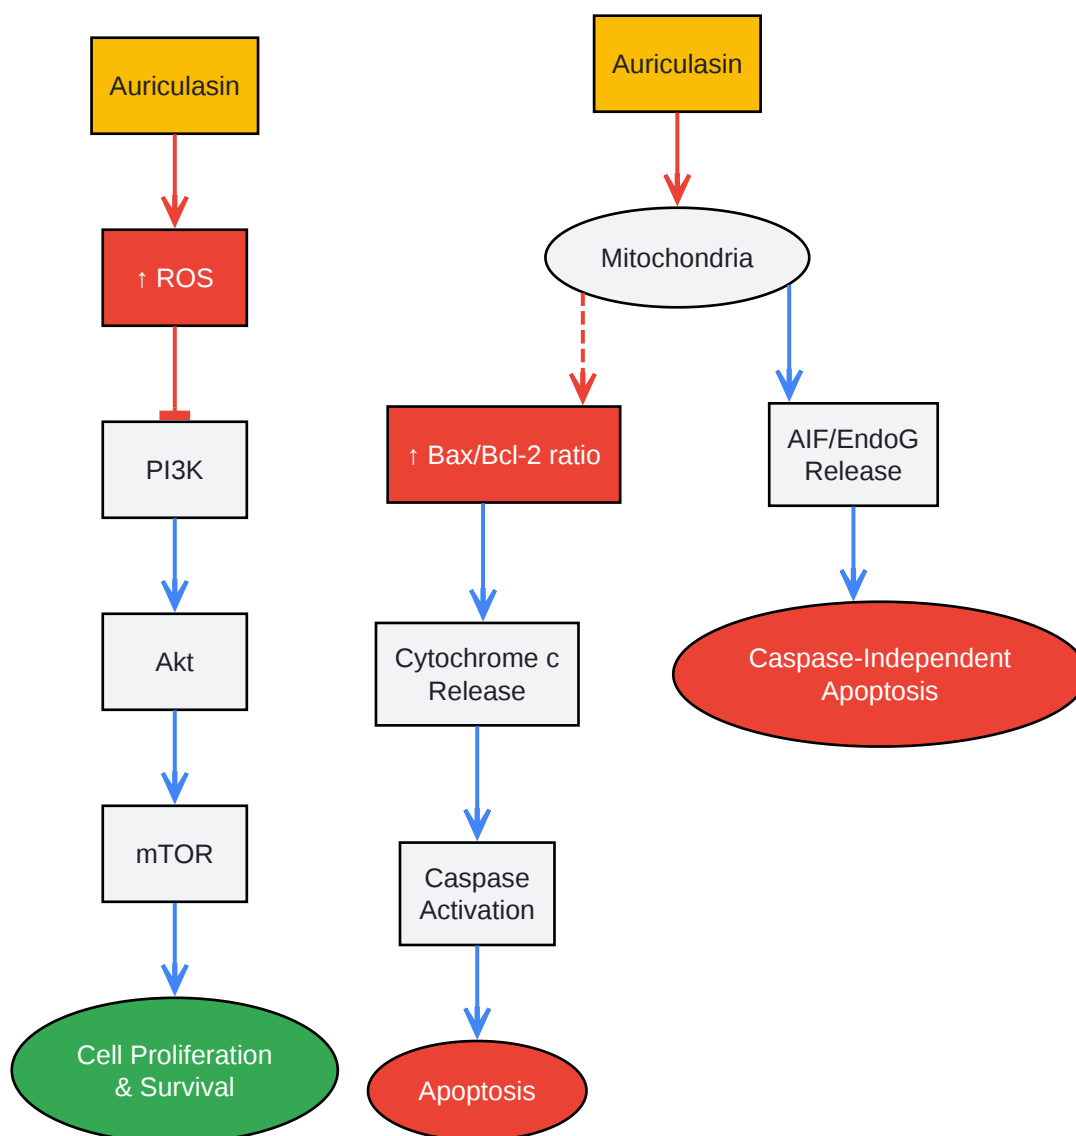 Auriculasin
↑ ROS
PI3K
Akt
mTOR
Cell Proliferation
& Survival
Auriculasin
Mitochondria
↑ Bax/Bcl-2 ratio
Cytochrome c
Release
Caspase
Activation
Apoptosis
AIF/EndoG
Release
Caspase-Independent
Apoptosis